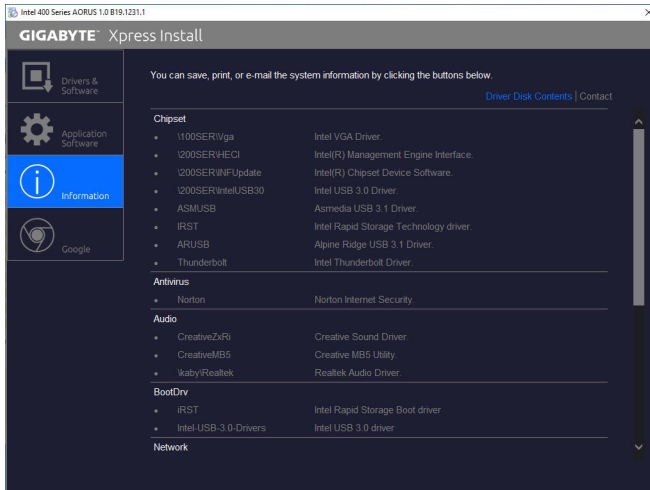 Intel 400 Series AORUS 1.0 B19.1231.1
GIGABYTE™ Xpress Install
Drivers &
Software
Application
Software
Information
Google
You can save, print, or e-mail the system information by clicking the buttons below.
Driver Disk Contents | Contact
Chipset
\100SER\Vga Intel VGA Driver.
\200SER\HECI Intel(R) Management Engine Interface.
\200SER\INFUpdate Intel(R) Chipset Device Software.
\200SER\IntelUSB30 Intel USB 3.0 Driver.
ASMUSB Asmedia USB 3.1 Driver.
IRST Intel Rapid Storage Technology driver.
ARUSB Alpine Ridge USB 3.1 Driver.
Thunderbolt Intel Thunderbolt Driver.
Antivirus
Norton Norton Internet Security.
Audio
CreativeZxRi Creative Sound Driver.
CreativeMB5 Creative MB5 Utility.
\kaby\Realtek Realtek Audio Driver.
BootDrv
iRST Intel Rapid Storage Boot driver
Intel-USB-3.0-Drivers Intel USB 3.0 driver
Network